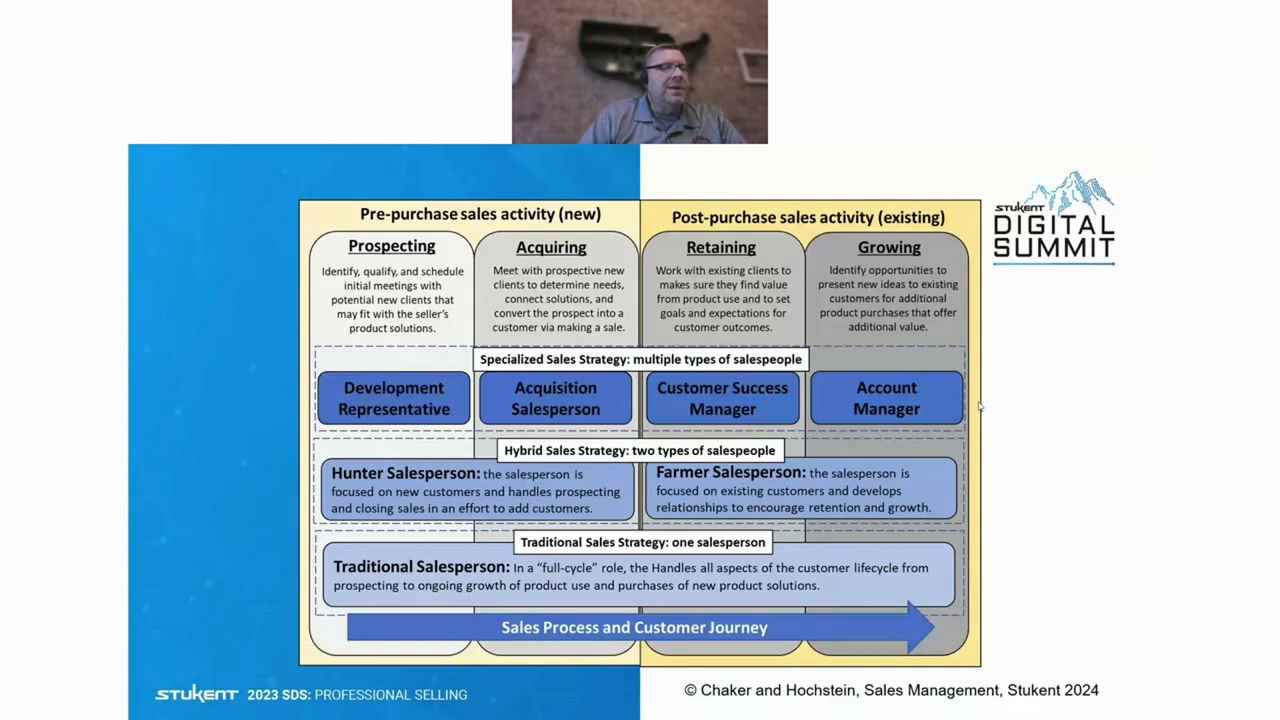 Pre-purchase sales activity (new)
Post-purchase sales activity (existing)
Prospecting
Identify, qualify, and schedule
initial meetings with
potential new clients that
may fit with the seller's
product solutions.
Acquiring
Meet with prospective new
clients to determine needs,
connect solutions, and
convert the prospect into a
customer via making a sale.
Retaining
Work with existing clients to
makes sure they find value
from product use and to set
goals and expectations for
customer outcomes.
Growing
Identify opportunities to
present new ideas to existing
customers for additional
product purchases that offer
additional value.
STUKENT
DIGITAL
SUMMIT
Specialized Sales Strategy: multiple types of salespeople
Development
Representative
Acquisition
Salesperson
Customer Success
Manager
Account
Manager
Hybrid Sales Strategy: two types of salespeople
Hunter Salesperson: the salesperson is
focused on new customers and handles prospecting
and closing sales in an effort to add customers.
Farmer Salesperson: the salesperson is
focused on existing customers and develops
relationships to encourage retention and growth.
Traditional Sales Strategy: one salesperson
Traditional Salesperson: In a “full-cycle” role, the Handles all aspects of the customer lifecycle from
prospecting to ongoing growth of product use and purchases of new product solutions.
Sales Process and Customer Journey
STUKENT 2023 SDS: PROFESSIONAL SELLING
© Chaker and Hochstein, Sales Management, Stukent 2024